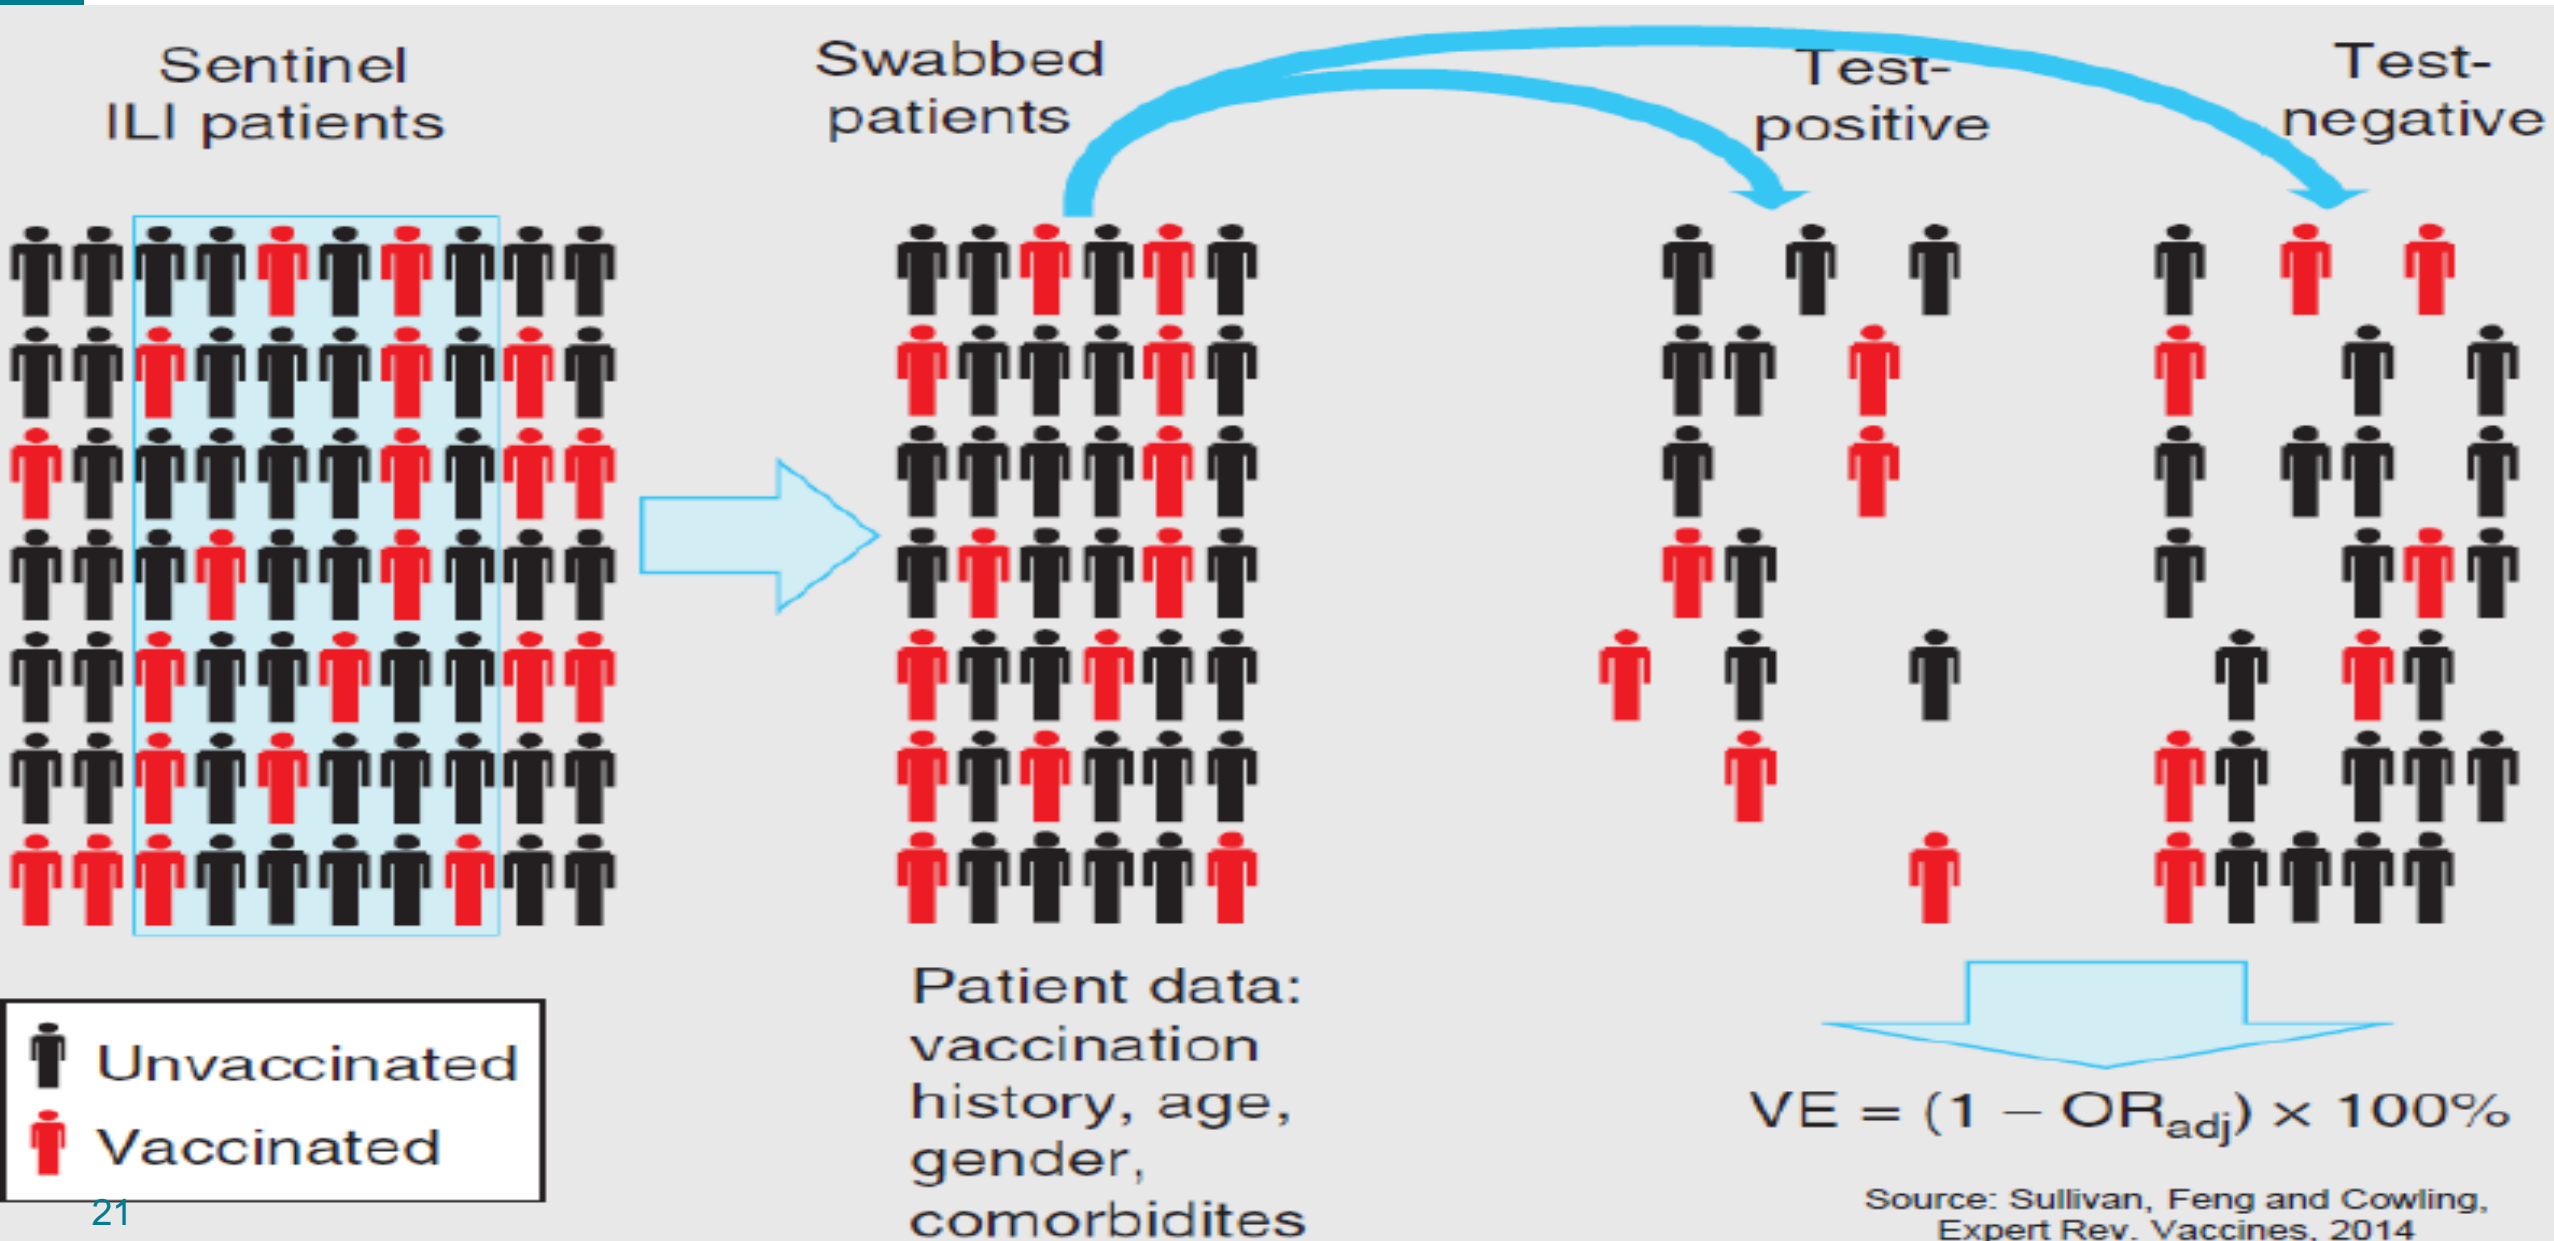 Sentinel
ILI patients
Swabbed
patients
Test-
positive
Test-
negative
Unvaccinated
Vaccinated
21
Patient data:
vaccination
history, age,
gender,
comorbidites
VE = (1 – ORadj) × 100%
Source: Sullivan, Feng and Cowling,
Expert Rev. Vaccines, 2014